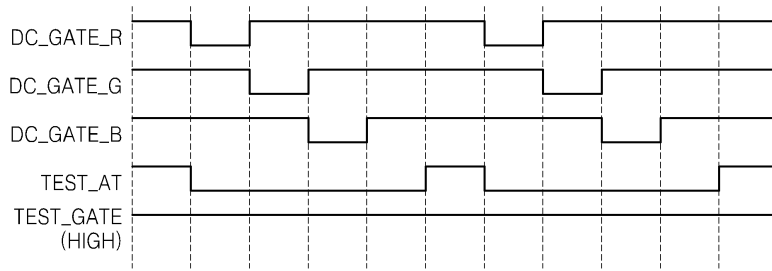 DC_GATE_R
DC_GATE_G
DC_GATE_B
TEST_AT
TEST_GATE
(HIGH)